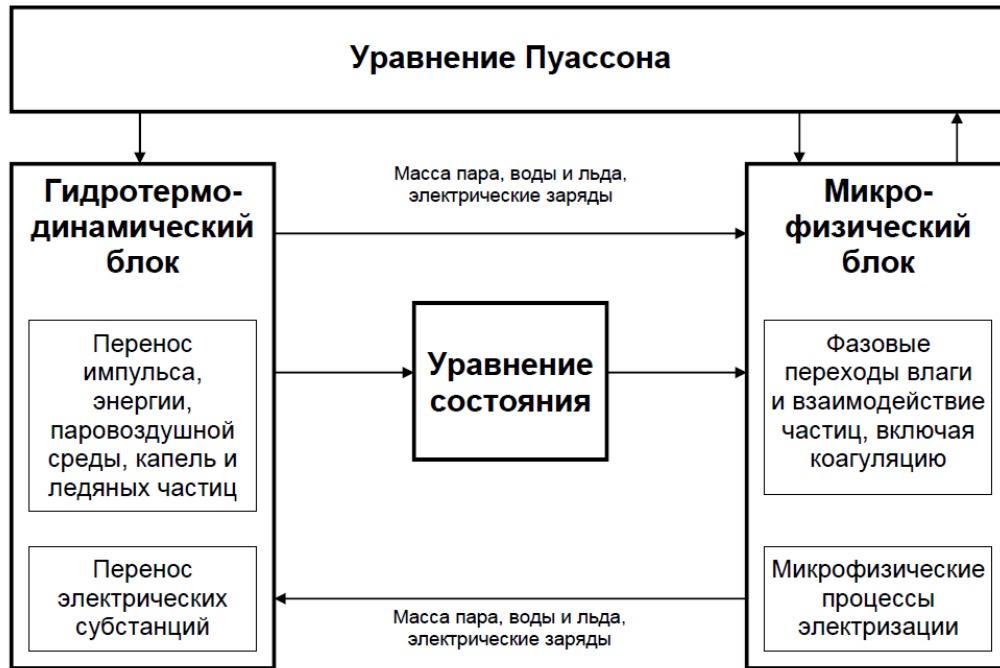 Уравнение Пуассона
Масса пара, воды и льда,
электрические заряды
Гидротермо-
динамический
блок
Микро-
физический
блок
Перенос
импульса,
энергии,
паровоздушной
среды, капель и
ледяных частиц
Уравнение
состояния
Фазовые
переходы влаги
и взаимодействие
частиц, включая
коагуляцию
Перенос
электрических
субстанций
Масса пара, воды и льда,
электрические заряды
Микрофизические
процессы
электризации